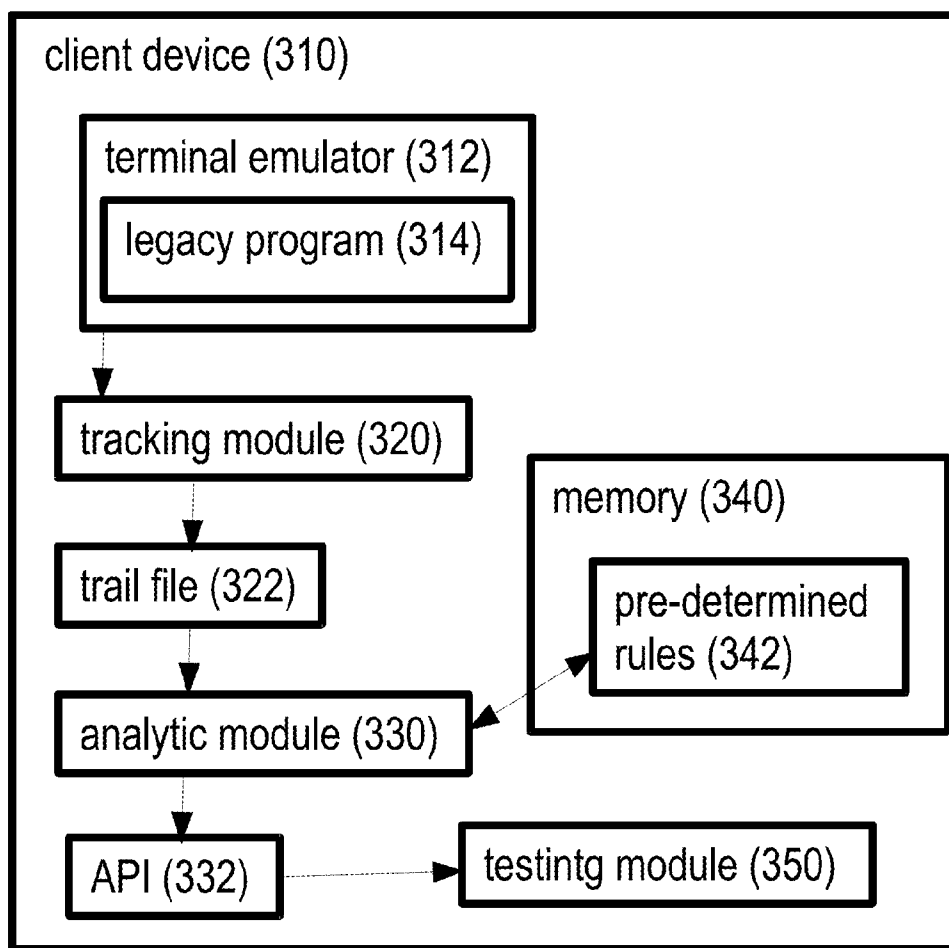 client device (310)
terminal emulator (312)
legacy program (314)
tracking module (320)
memory (340)
trail file (322)
pre-determined
rules (342)
analytic module (330)
API (332)
testintg module (350)